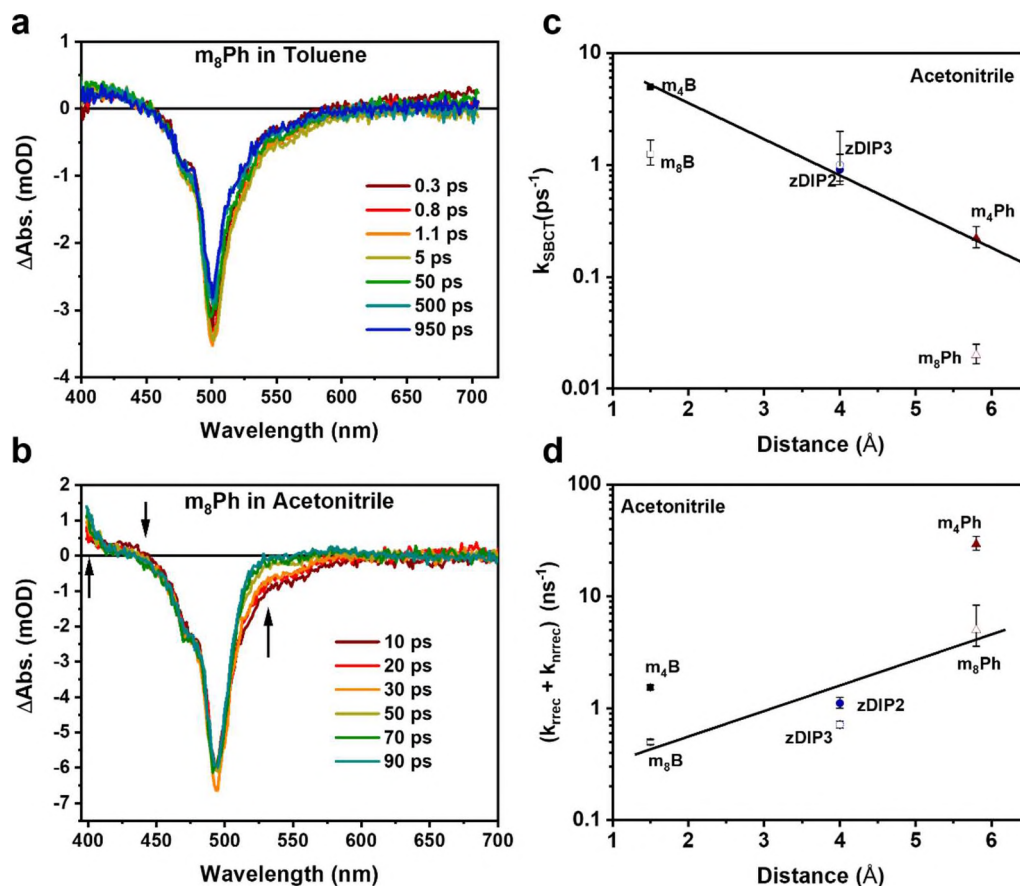 a
m₈Ph in Toluene
1
0
-1
-2
-3
-4
400 450 500 550 600 650 700
ΔAbs. (mOD)
Wavelength (nm)
0.3 ps
0.8 ps
1.1 ps
5 ps
50 ps
500 ps
950 ps
b
m₈Ph in Acetonitrile
2
1
0
-1
-2
-3
-4
-5
-6
-7
400 450 500 550 600 650 700
ΔAbs. (mOD)
Wavelength (nm)
10 ps
20 ps
30 ps
50 ps
70 ps
90 ps
c
Acetonitrile
10
1
0.1
0.01
1 2 3 4 5 6
k_SBCT(ps⁻¹)
Distance (Å)
m₄B
m₈B
zDIP3
zDIP2
m₄Ph
m₈Ph
d
Acetonitrile
100
10
1
0.1
1 2 3 4 5 6
(k_rrec + k_nrrec) (ns⁻¹)
Distance (Å)
m₄Ph
m₄B
m₈Ph
zDIP2
zDIP3
m₈B